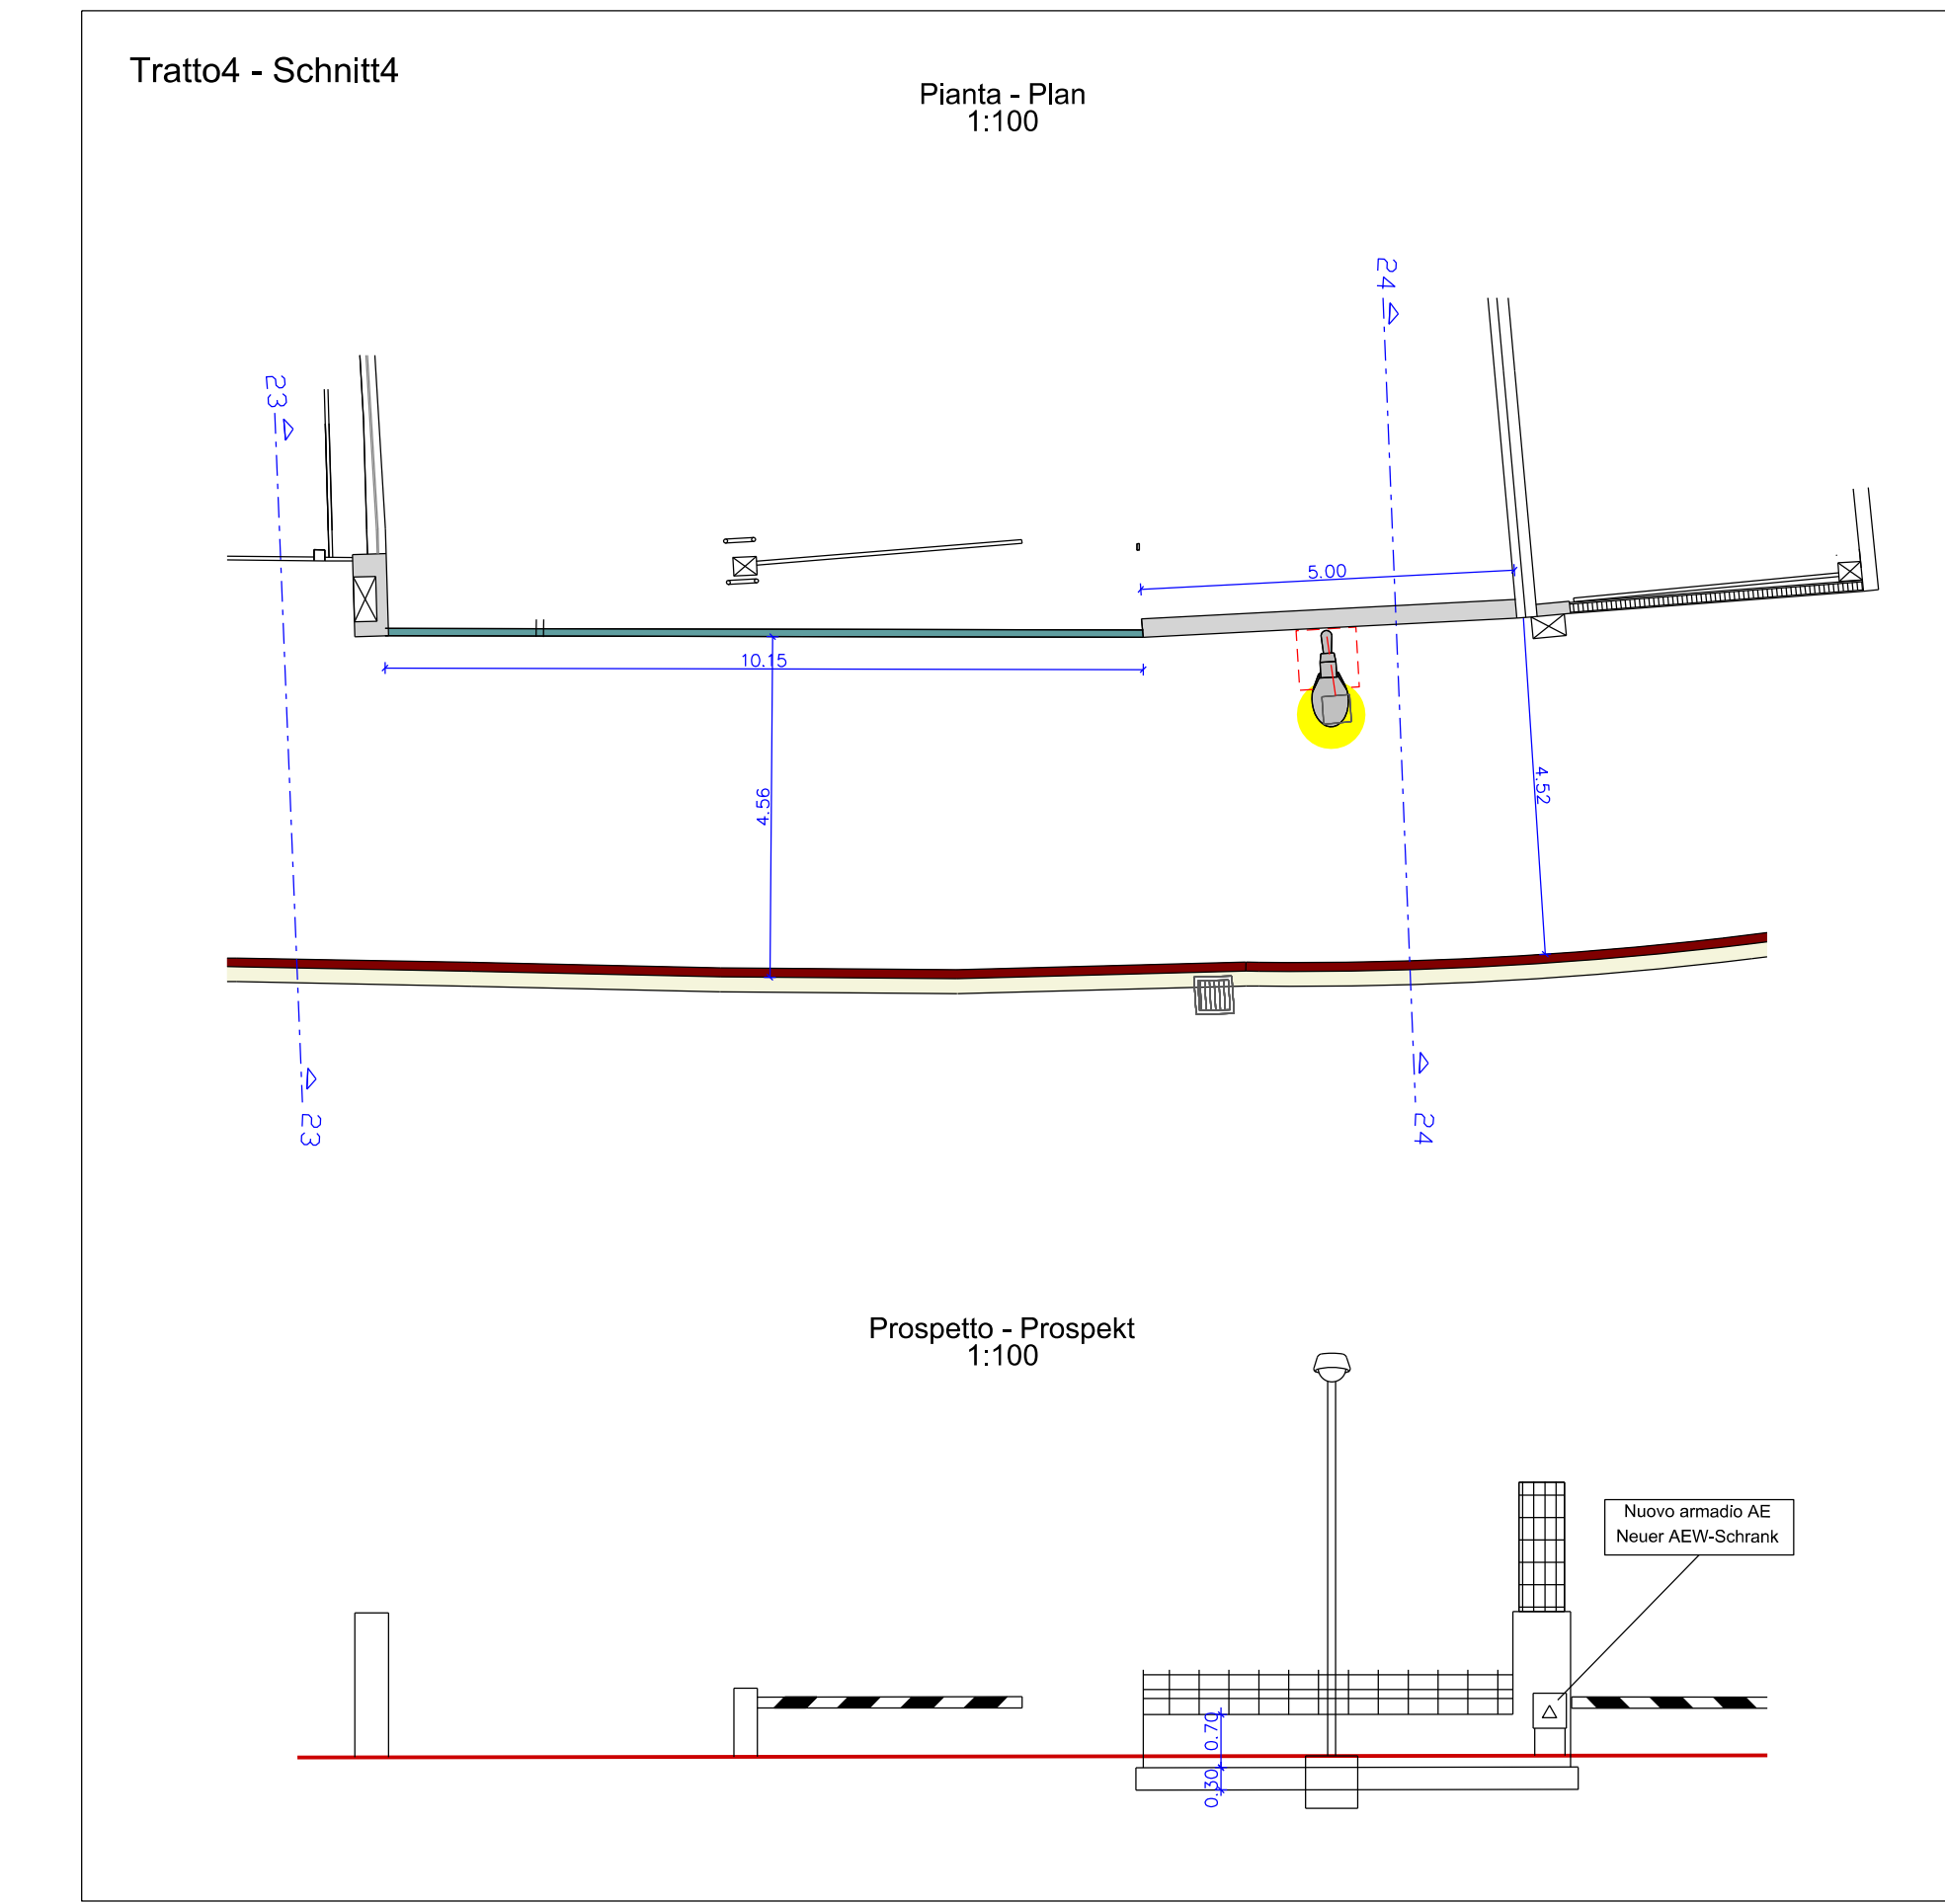 Tratto4 - Schnitt4
Pianta - Plan
1:100
24
23
5.00
10.15
4.56
4.52
23
24
Prospetto - Prospekt
1:100
Nuovo armadio AE
Neuer AEW-Schrank
0.70
0.30